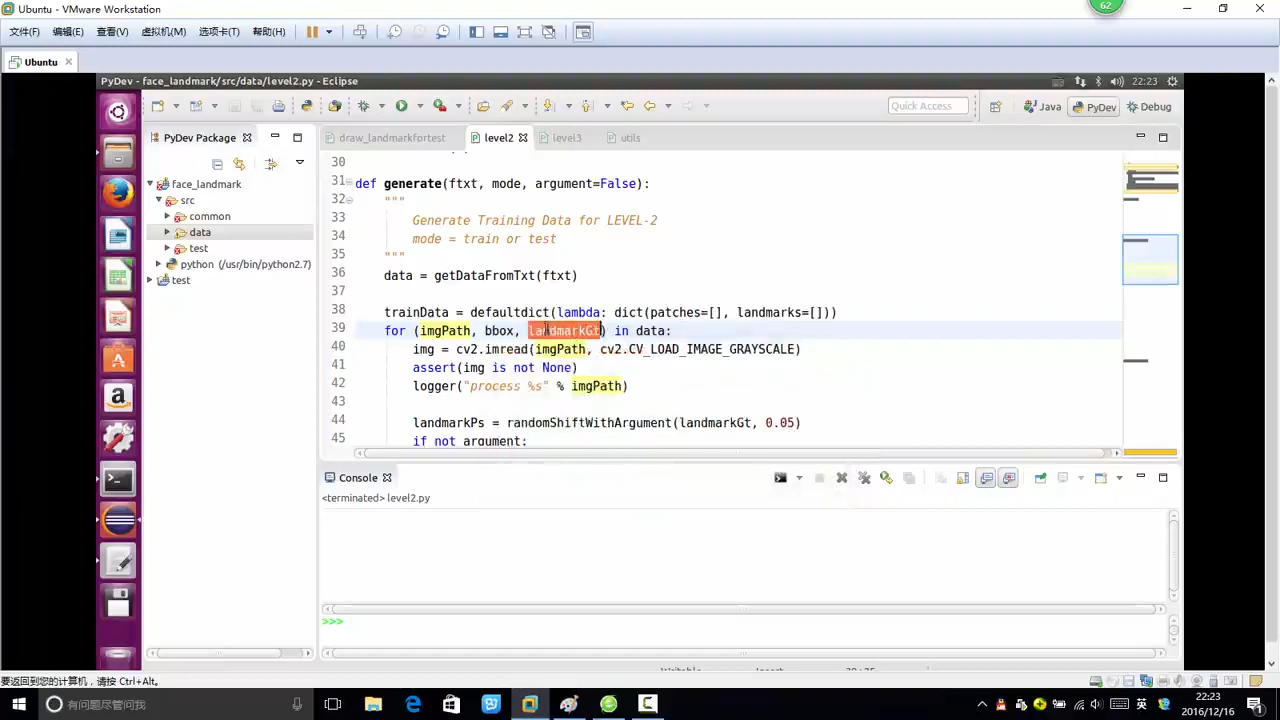 62
Ubuntu - VMware Workstation
文件(F) 编辑(E) 查看(V) 虚拟机(M) 选项卡(T) 帮助(H)
Ubuntu
PyDev - face_landmark/src/data/level2.py - Eclipse
22:23
Quick Access
Java
PyDev
Debug
PyDev Package
draw_landmarkfortest
level2
level3
utils
face_landmark
src
common
data
test
python (/usr/bin/python2.7)
test
30
31 def generate(ftxt, mode, argument=False):
32 """
33 Generate Training Data for LEVEL-2
34 mode = train or test
35 """
36 data = getDataFromTxt(ftxt)
37
38 trainData = defaultdict(lambda: dict(patches=[], landmarks=[]))
39 for (imgPath, bbox, landmarkGt) in data:
40 img = cv2.imread(imgPath, cv2.CV_LOAD_IMAGE_GRAYSCALE)
41 assert(img is not None)
42 logger("process %s" % imgPath)
43
44 landmarkPs = randomShiftWithArgument(landmarkGt, 0.05)
45 if not argument:
Console
<terminated> level2.py
>>>
要返回到您的计算机，请按 Ctrl+Alt。
有问题尽管问我
英
22:23
2016/12/16